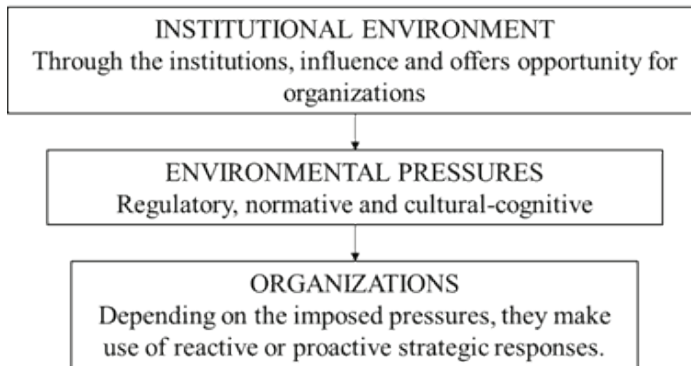 INSTITUTIONAL ENVIRONMENT
Through the institutions, influence and offers opportunity for
organizations
ENVIRONMENTAL PRESSURES
Regulatory, normative and cultural-cognitive
ORGANIZATIONS
Depending on the imposed pressures, they make
use of reactive or proactive strategic responses.